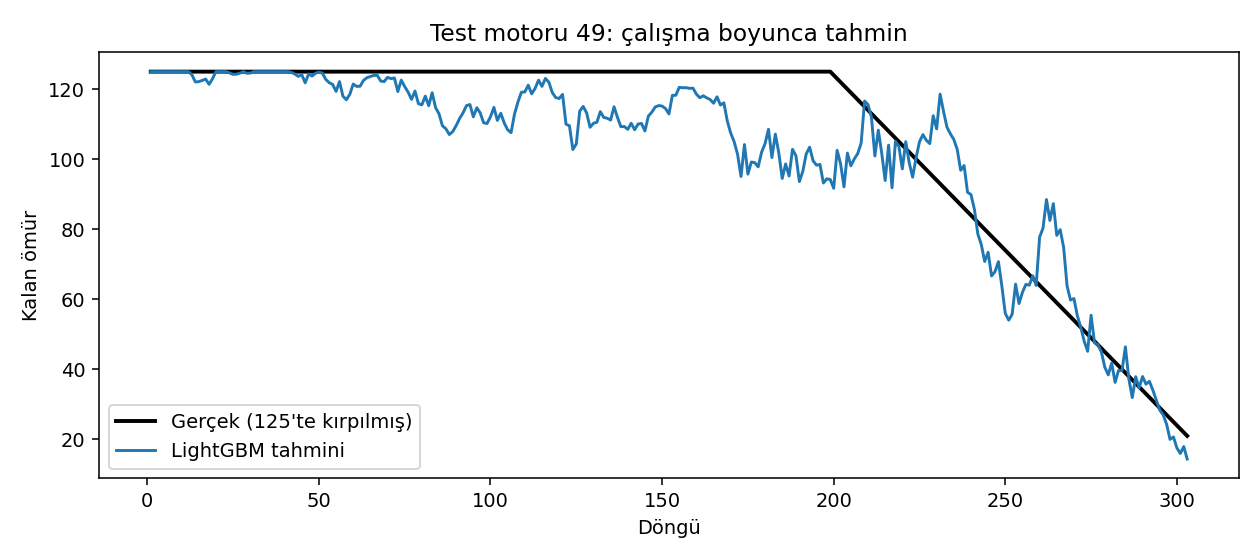 Test motoru 49: çalışma boyunca tahmin
Kalan ömür
120
100
80
60
40
20
Gerçek (125'te kırpılmış)
LightGBM tahmini
0 50 100 150 200 250 300
Döngü